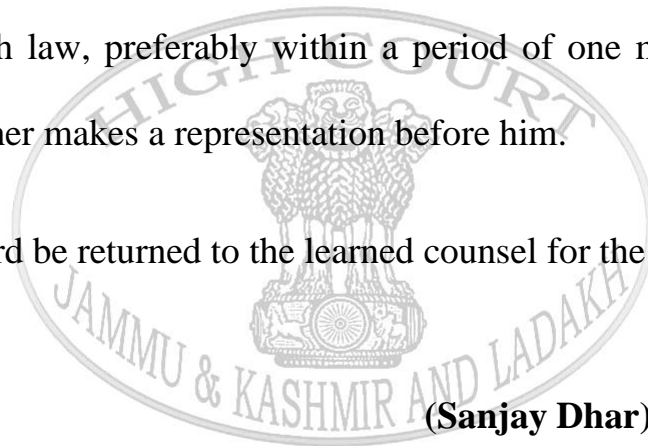 h law, preferably within a period of one
ner makes a representation before him.
rd be returned to the learned counsel for the
(Sanjay Dhar)
HIGH COURT
JAMMU & KASHMIR AND LADAKH